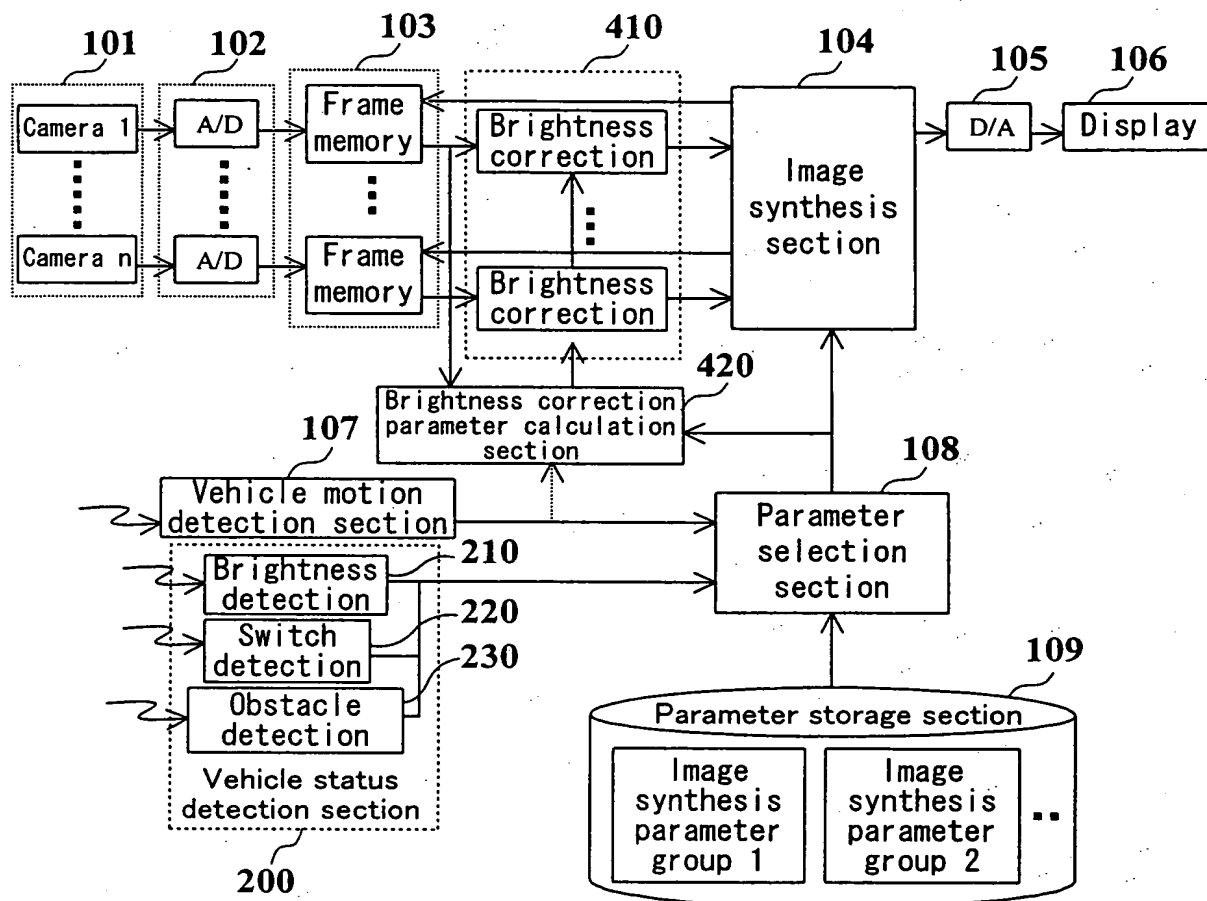 101
102
103
410
104
105
106
Camera 1
A/D
Frame
memory
Brightness
correction
Image
synthesis
section
D/A
Display
Camera n
A/D
Frame
memory
Brightness
correction
420
Brightness correction
parameter calculation
section
107
Vehicle motion
detection section
108
Parameter
selection
section
210
Brightness
detection
220
Switch
detection
230
Obstacle
detection
Vehicle status
detection section
200
109
Parameter storage section
Image
synthesis
parameter
group 1
Image
synthesis
parameter
group 2